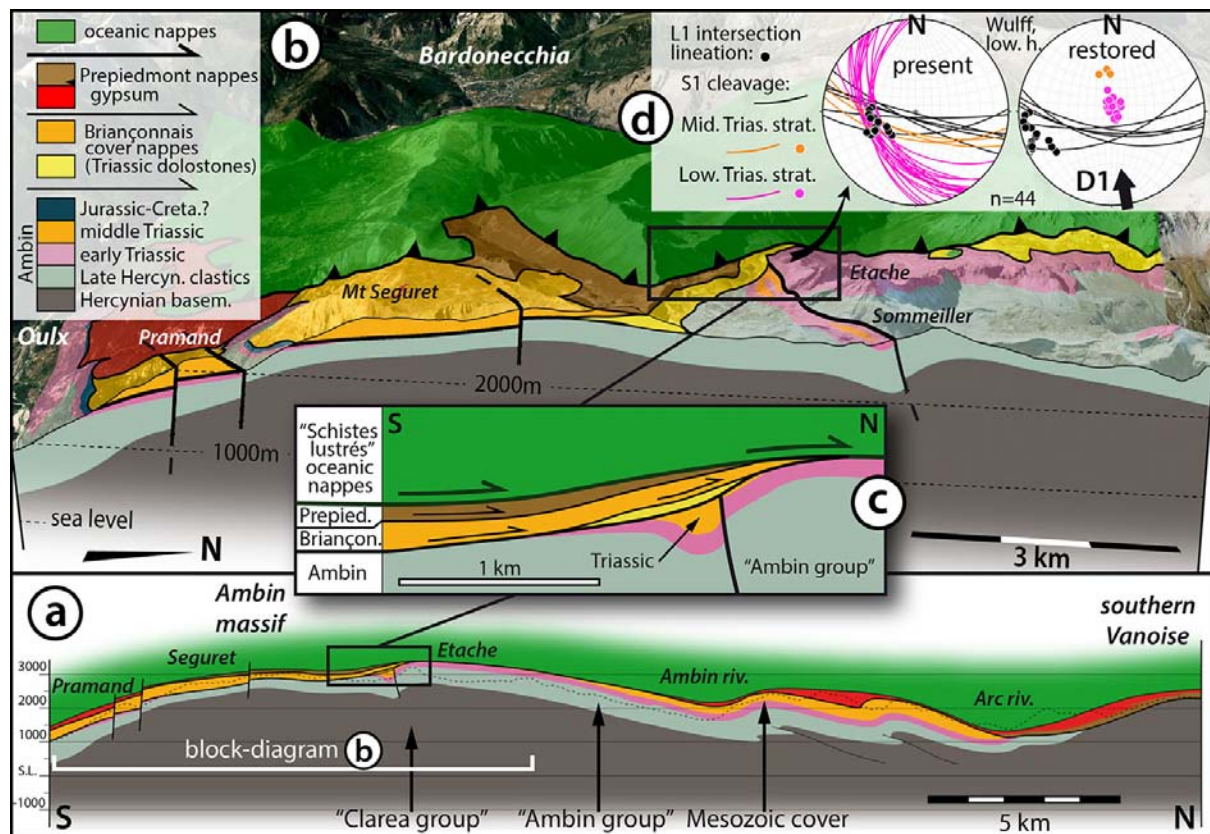 oceanic nappes
Prepiedmont nappes
gypsum
Briançonnais
cover nappes
(Triassic dolostones)
Ambin
Jurassic-Creta.?
middle Triassic
early Triassic
Late Hercyn. clastics
Hercynian basem.
b
Bardonecchia
d
L1 intersection
lineation:
S1 cleavage:
Mid. Trias. strat.
Low. Trias. strat.
N
present
Wulff,
low. h.
N
restored
D1
n=44
Oulx
Pramand
Mt Seguret
Etache
Sommeiller
2000m
1000m
sea level
N
3 km
S
N
"Schistes
lustrés"
oceanic
nappes
Prepied.
Briançon.
Ambin
c
Triassic
1 km
"Ambin group"
a
Ambin
massif
southern
Vanoise
Pramand
Seguret
Etache
Ambin riv.
Arc riv.
3000
2000
1000
S.L.
-1000
block-diagram b
S
N
"Clarea group"
"Ambin group"
Mesozoic cover
5 km